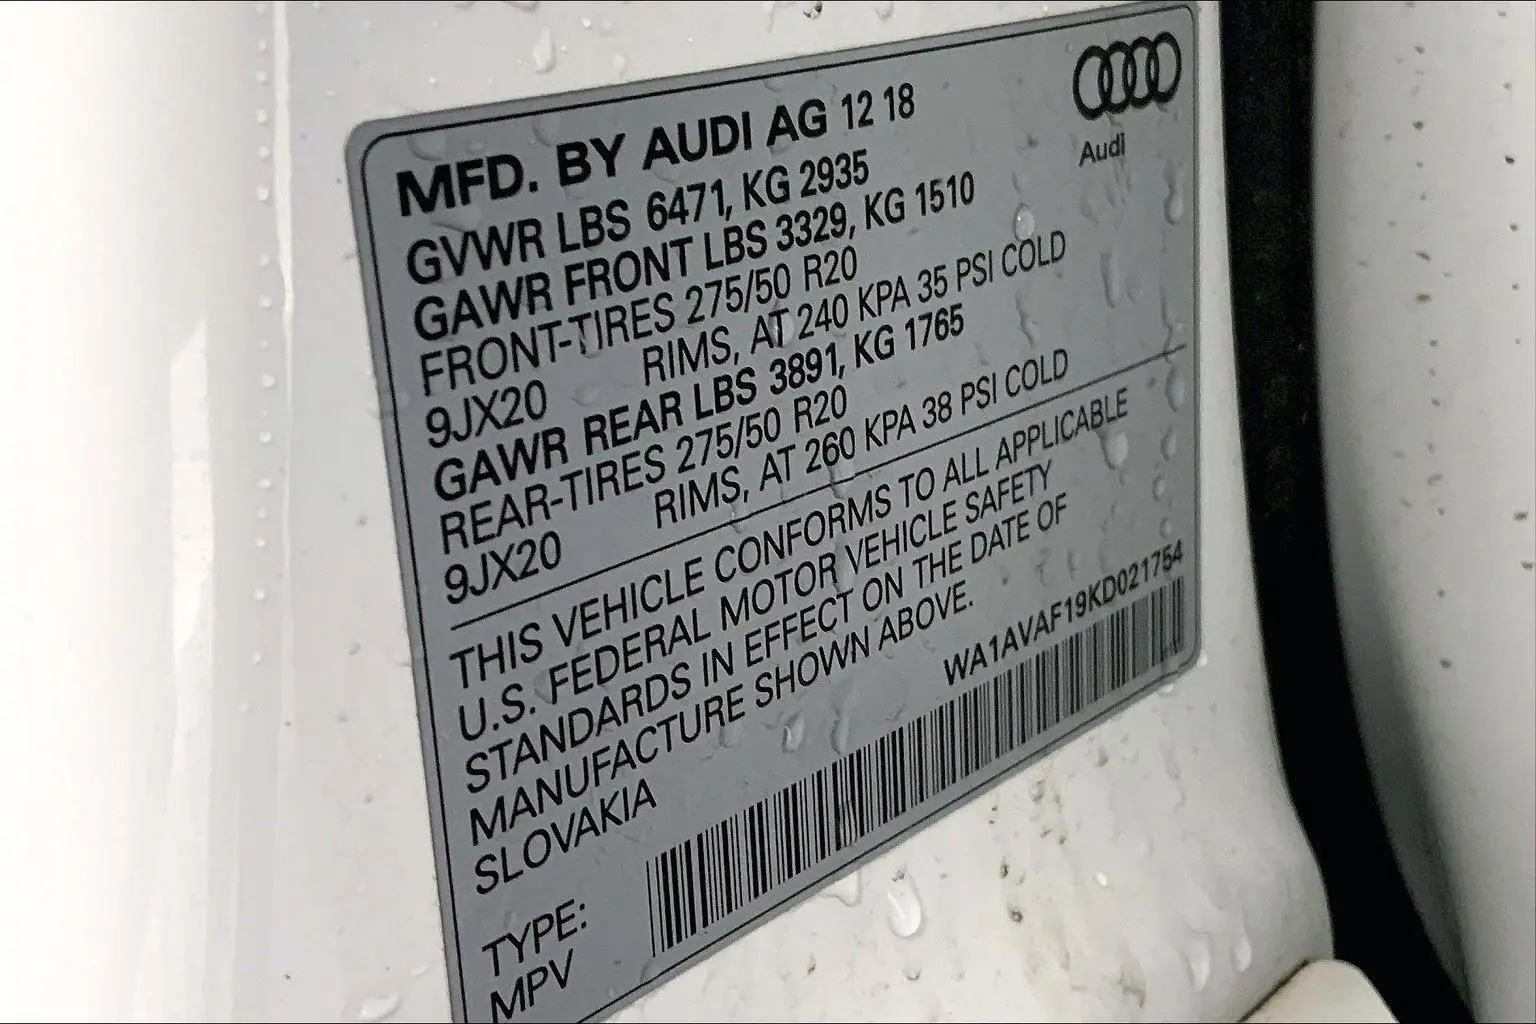 Audi
MFD. BY AUDI AG 12 18
GVWR LBS 6471, KG 2935
GAWR FRONT LBS 3329, KG 1510
FRONT-TIRES 275/50 R20
9JX20 RIMS, AT 240 KPA 35 PSI COLD
GAWR REAR LBS 3891, KG 1765
REAR-TIRES 275/50 R20
9JX20 RIMS, AT 260 KPA 38 PSI COLD
THIS VEHICLE CONFORMS TO ALL APPLICABLE
U.S. FEDERAL MOTOR VEHICLE SAFETY
STANDARDS IN EFFECT ON THE DATE OF
MANUFACTURE SHOWN ABOVE.
SLOVAKIA
WA1AVAF19KD021754
TYPE:
MPV